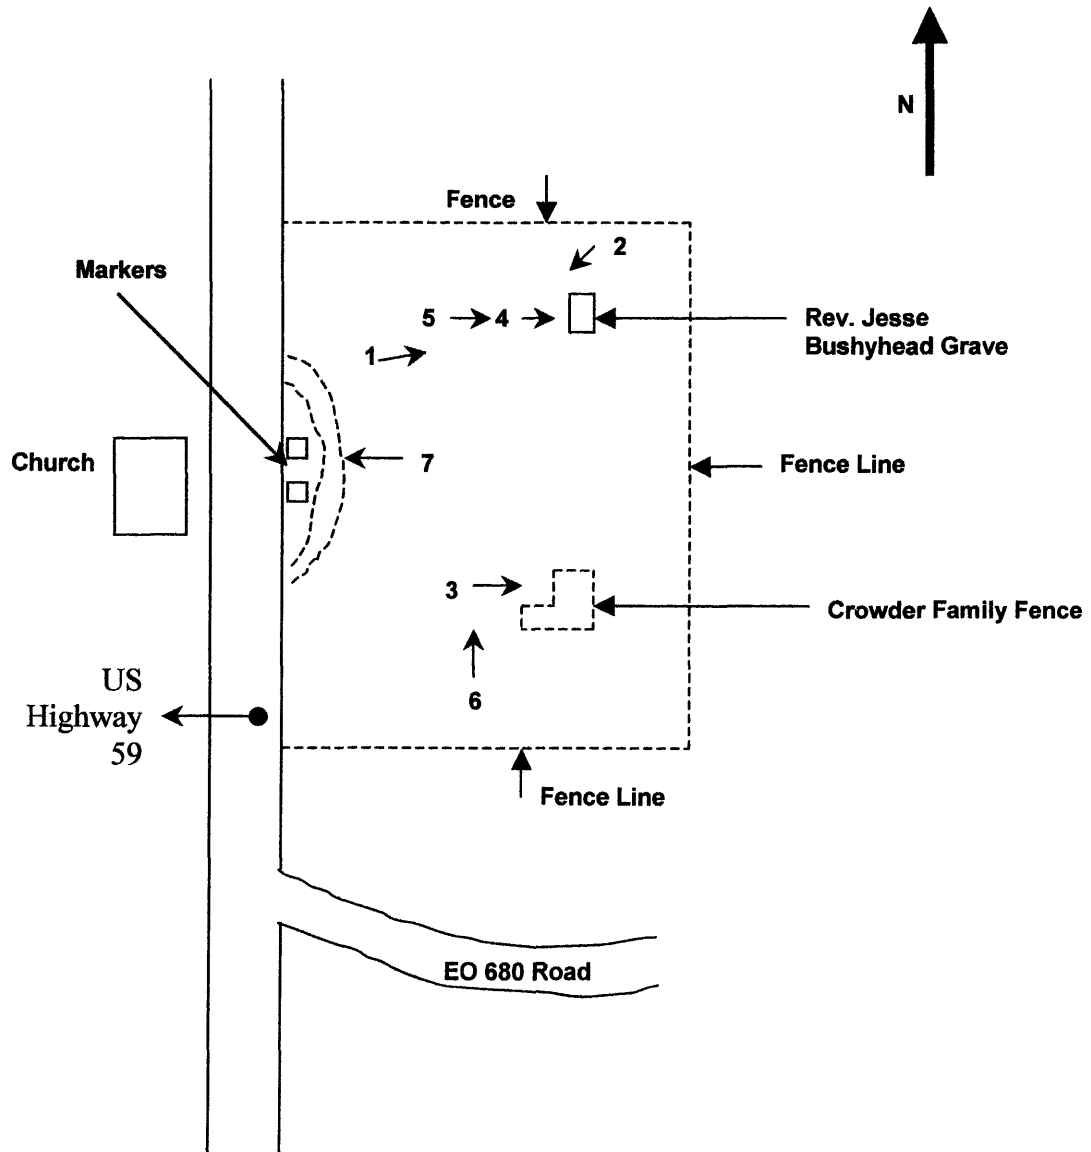 N
Fence
2
Markers
5
4
Rev. Jesse
Bushyhead Grave
1
Church
7
Fence Line
3
Crowder Family Fence
US
Highway
59
6
Fence Line
EO 680 Road